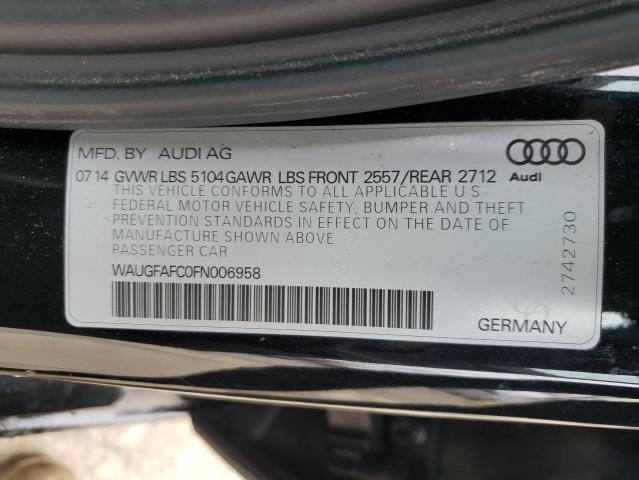 MFD. BY AUDI AG
0714 GVWR LBS 5104 GAWR LBS FRONT 2557/REAR 2712
Audi
THIS VEHICLE CONFORMS TO ALL APPLICABLE U S
FEDERAL MOTOR VEHICLE SAFETY, BUMPER AND THEFT
PREVENTION STANDARDS IN EFFECT ON THE DATE OF
MANUFACTURE SHOWN ABOVE
PASSENGER CAR
WAUGFAFC0FN006958
GERMANY
2742730